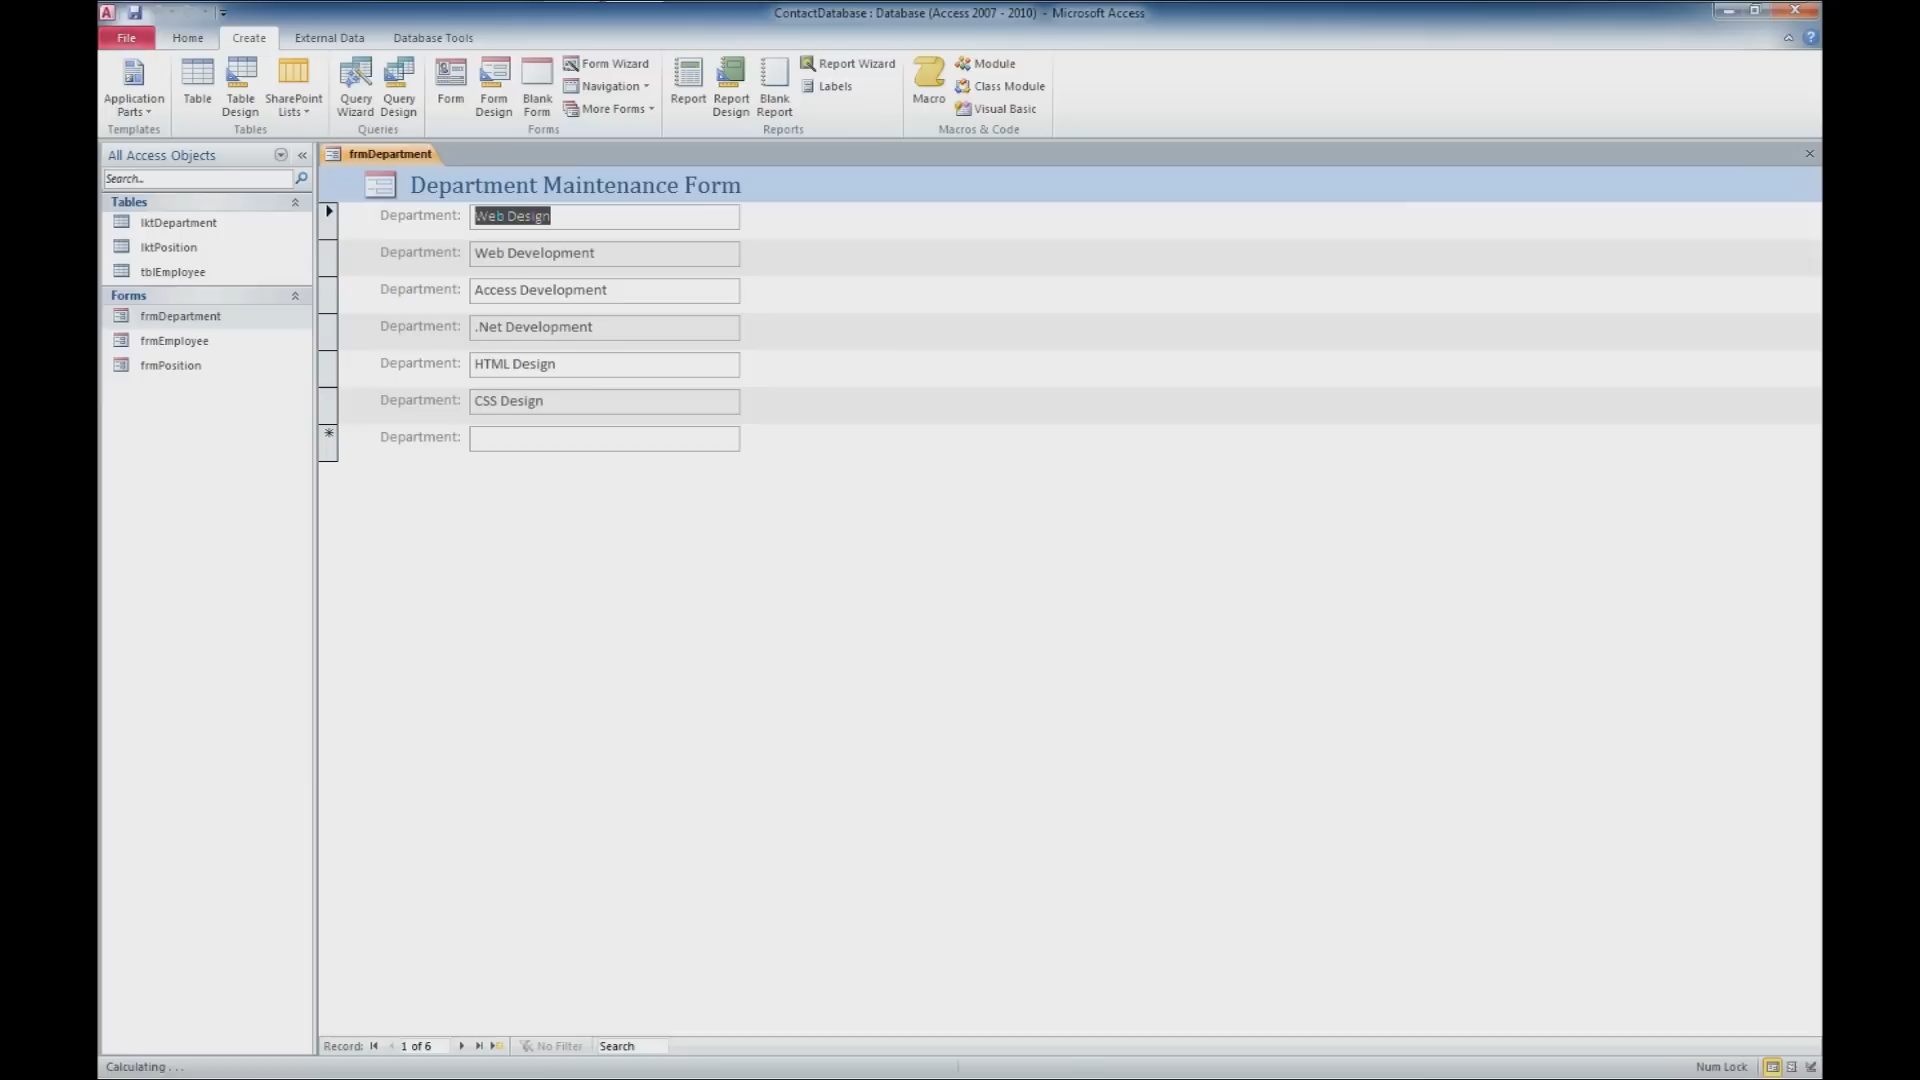 ContactDatabase : Database (Access 2007 - 2010) - Microsoft Access
File Home Create External Data Database Tools
Application Parts
Table
Table Design
SharePoint Lists
Query Wizard
Query Design
Form
Form Design
Blank Form
Form Wizard
Navigation
More Forms
Report
Report Design
Blank Report
Report Wizard
Labels
Macro
Module
Class Module
Visual Basic
Templates Tables Queries Forms Reports Macros & Code
All Access Objects
Search...
Tables
lktDepartment
lktPosition
tblEmployee
Forms
frmDepartment
frmEmployee
frmPosition
frmDepartment
Department Maintenance Form
Department: Web Design
Department: Web Development
Department: Access Development
Department: .Net Development
Department: HTML Design
Department: CSS Design
Department:
Record: 1 of 6 No Filter Search
Calculating . . . Num Lock